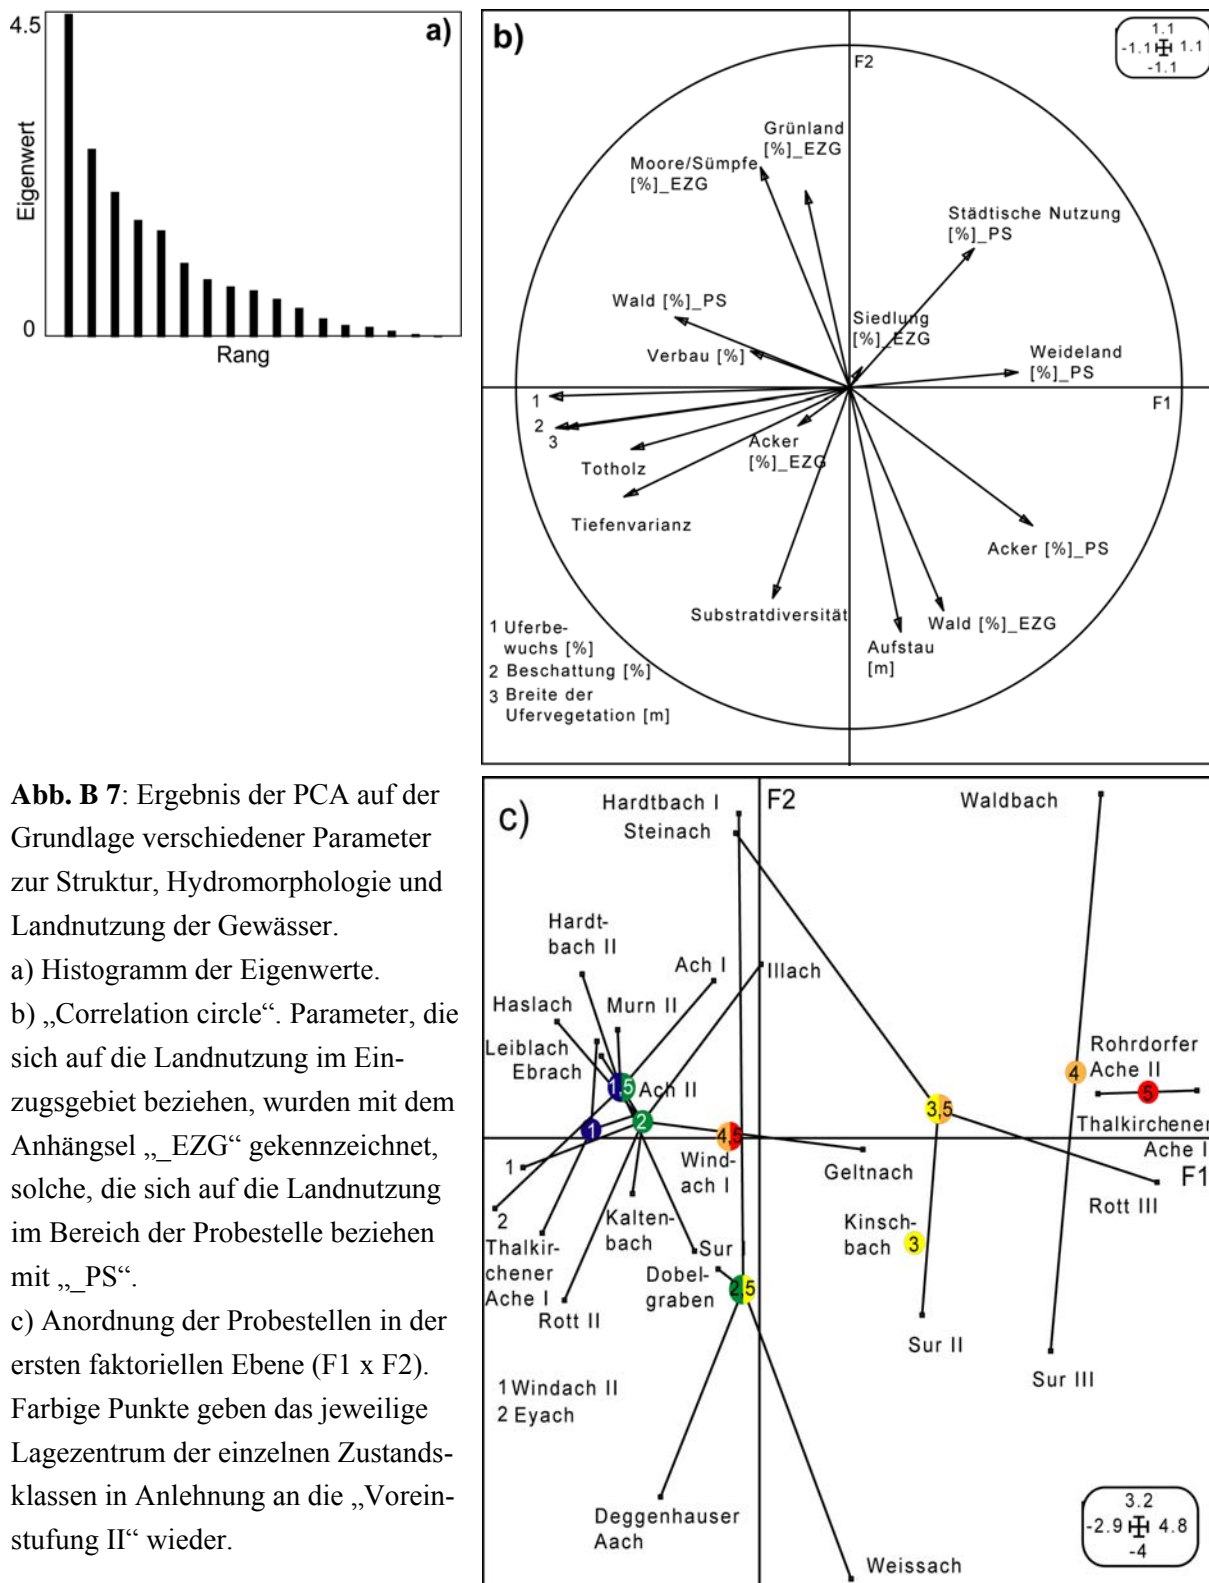 4.5
a)
Eigenwert
0
Rang
b)
F2
1.1
-1.1 1.1
-1.1
Grünland
[%]_EZG
Moore/Sümpfe
[%]_EZG
Städtische Nutzung
[%]_PS
Wald [%]_PS
Siedlung
[%]_EZG
Verbau [%]
Weideland
[%]_PS
F1
1
2
3
Acker
[%]_EZG
Totholz
Tiefenvarianz
Acker [%]_PS
Substratdiversität
Wald [%]_EZG
Aufstau
[m]
1 Uferbe-
wuchs [%]
2 Beschattung [%]
3 Breite der
Ufervegetation [m]
Abb. B 7: Ergebnis der PCA auf der
Grundlage verschiedener Parameter
zur Struktur, Hydromorphologie und
Landnutzung der Gewässer.
a) Histogramm der Eigenwerte.
b) „Correlation circle“. Parameter, die
sich auf die Landnutzung im Ein-
zugsgebiet beziehen, wurden mit dem
Anhängsel „_EZG“ gekennzeichnet,
solche, die sich auf die Landnutzung
im Bereich der Probestelle beziehen
mit „_PS“.
c) Anordnung der Probestellen in der
ersten faktoriellen Ebene (F1 x F2).
Farbige Punkte geben das jeweilige
Lagezentrum der einzelnen Zustands-
klassen in Anlehnung an die „Vorein-
stufung II“ wieder.
c)
Hardtbach I
F2
Waldbach
Steinach
Hardt-
bach II
Ach I
Illach
Haslach
Murn II
Leiblach
Ebrach
Ach II
1,5
1
2
4,5
Wind-
ach I
3,5
4
Rohrdorfer
Ache II
5
Thalkirchener
Ache I
F1
Rott III
Geltnach
Kinsch-
bach
3
1
2
Kalten-
bach
Thalkir-
chener
Ache I
Sur I
Dobel-
graben
2,5
Rott II
Sur II
Sur III
1 Windach II
2 Eyach
Deggenhauser
Aach
Weissach
3.2
-2.9 4.8
-4